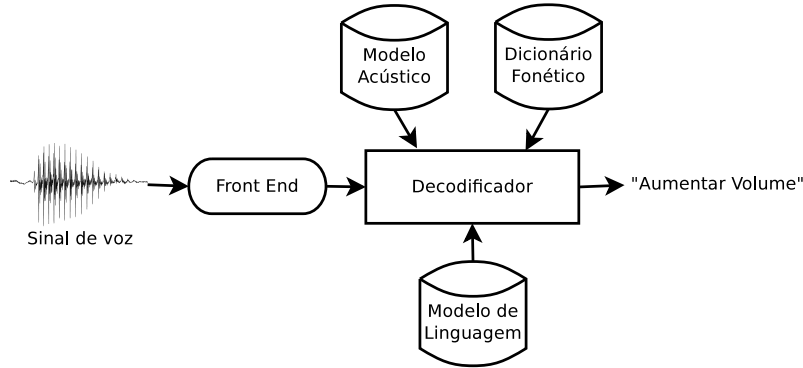 Modelo
Acústico
Dicionário
Fonético
Sinal de voz
Front End
Decodificador
"Aumentar Volume"
Modelo de
Linguagem